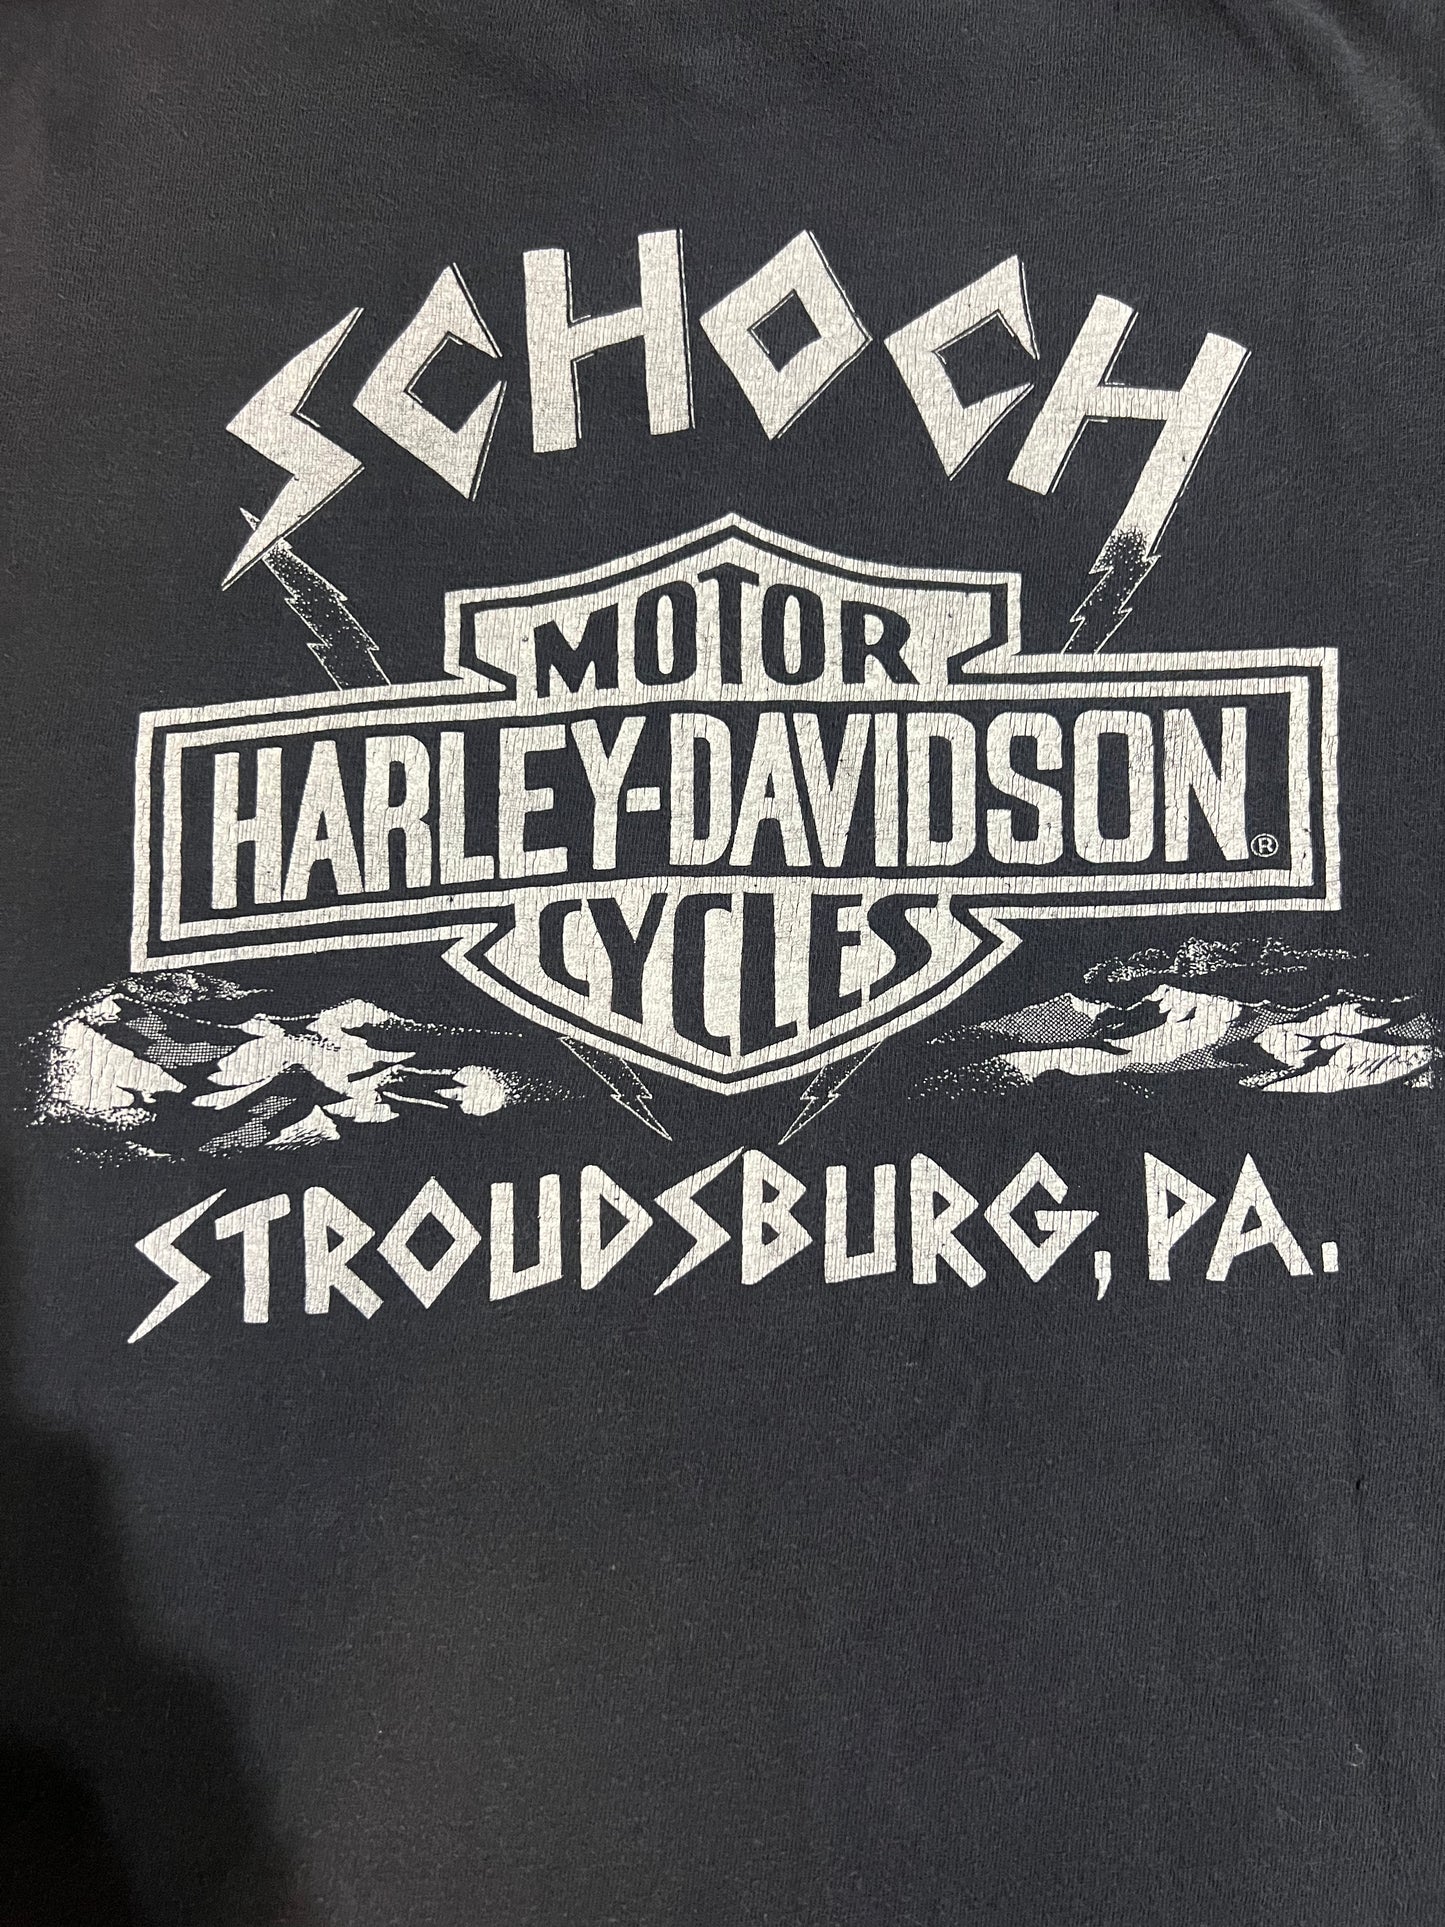 SCHOCH
MOTOR
HARLEY-DAVIDSON®
CYCLES
STROUDSBURG, PA.